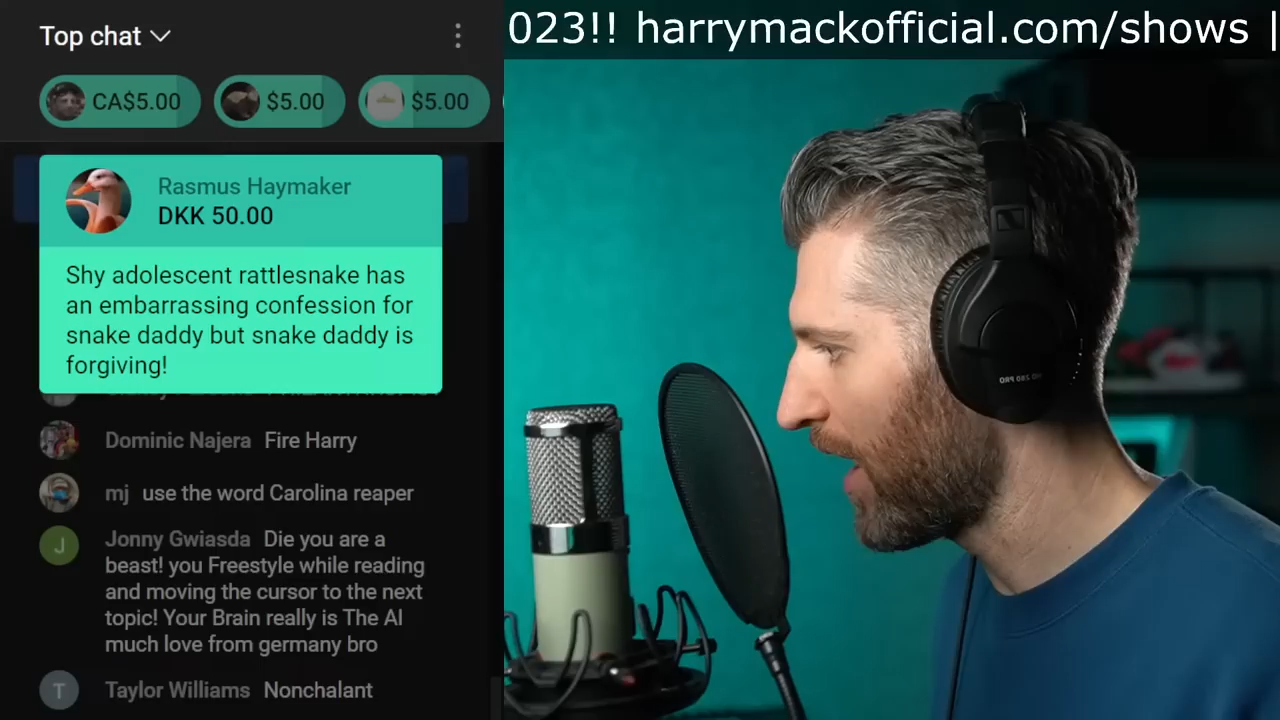 Top chat
023!! harrymackofficial.com/shows |
CA$5.00
$5.00
$5.00
Rasmus Haymaker
DKK 50.00
Shy adolescent rattlesnake has
an embarrassing confession for
snake daddy but snake daddy is
forgiving!
Dominic Najera Fire Harry
mj use the word Carolina reaper
J
Jonny Gwiasda Die you are a
beast! you Freestyle while reading
and moving the cursor to the next
topic! Your Brain really is The AI
much love from germany bro
T
Taylor Williams Nonchalant